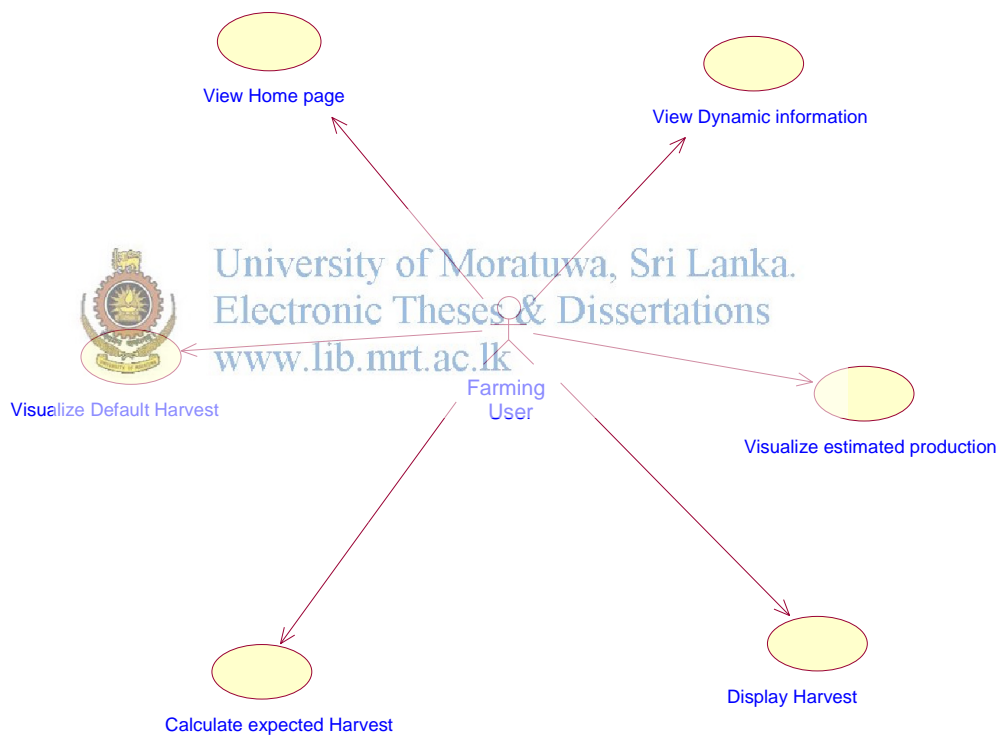 View Home page
View Dynamic information
University of Moratuwa, Sri Lanka.
Electronic Theses & Dissertations
www.lib.mrt.ac.lk
Farming
User
Visualize Default Harvest
Visualize estimated production
Display Harvest
Calculate expected Harvest